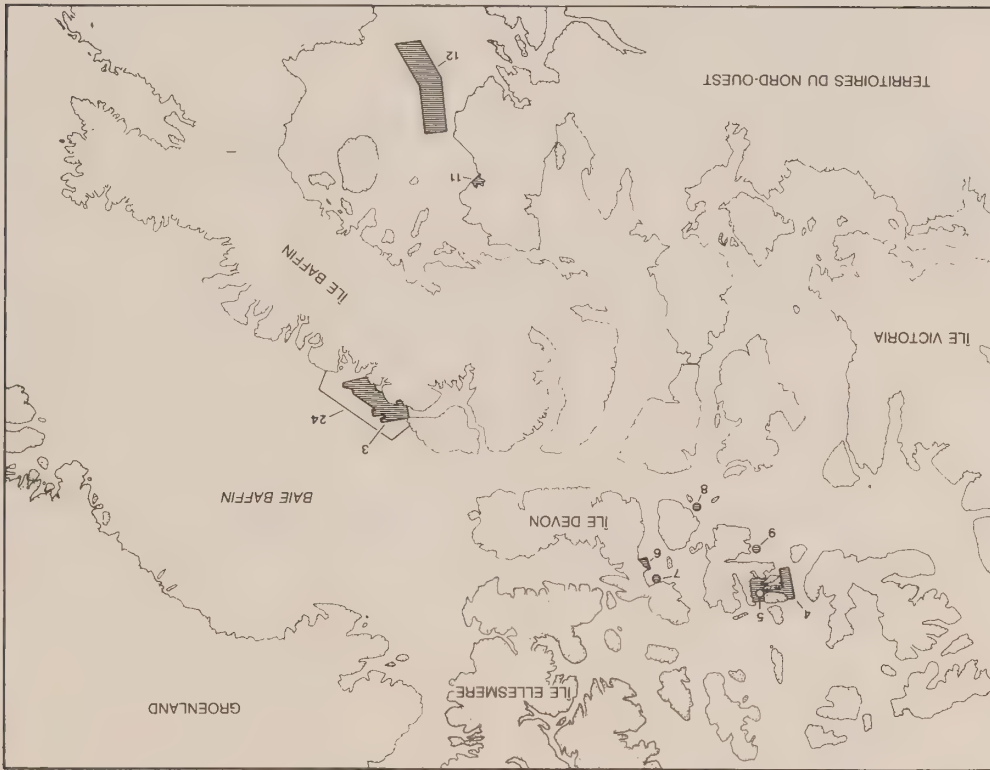 GROENLAND
ÎLE ELLESMERE
4
5
7
6
9
ÎLE DEVON
8
BAIE BAFFIN
3
24
ÎLE VICTORIA
ÎLE BAFFIN
11
TERRITOIRES DU NORD-OUEST
12